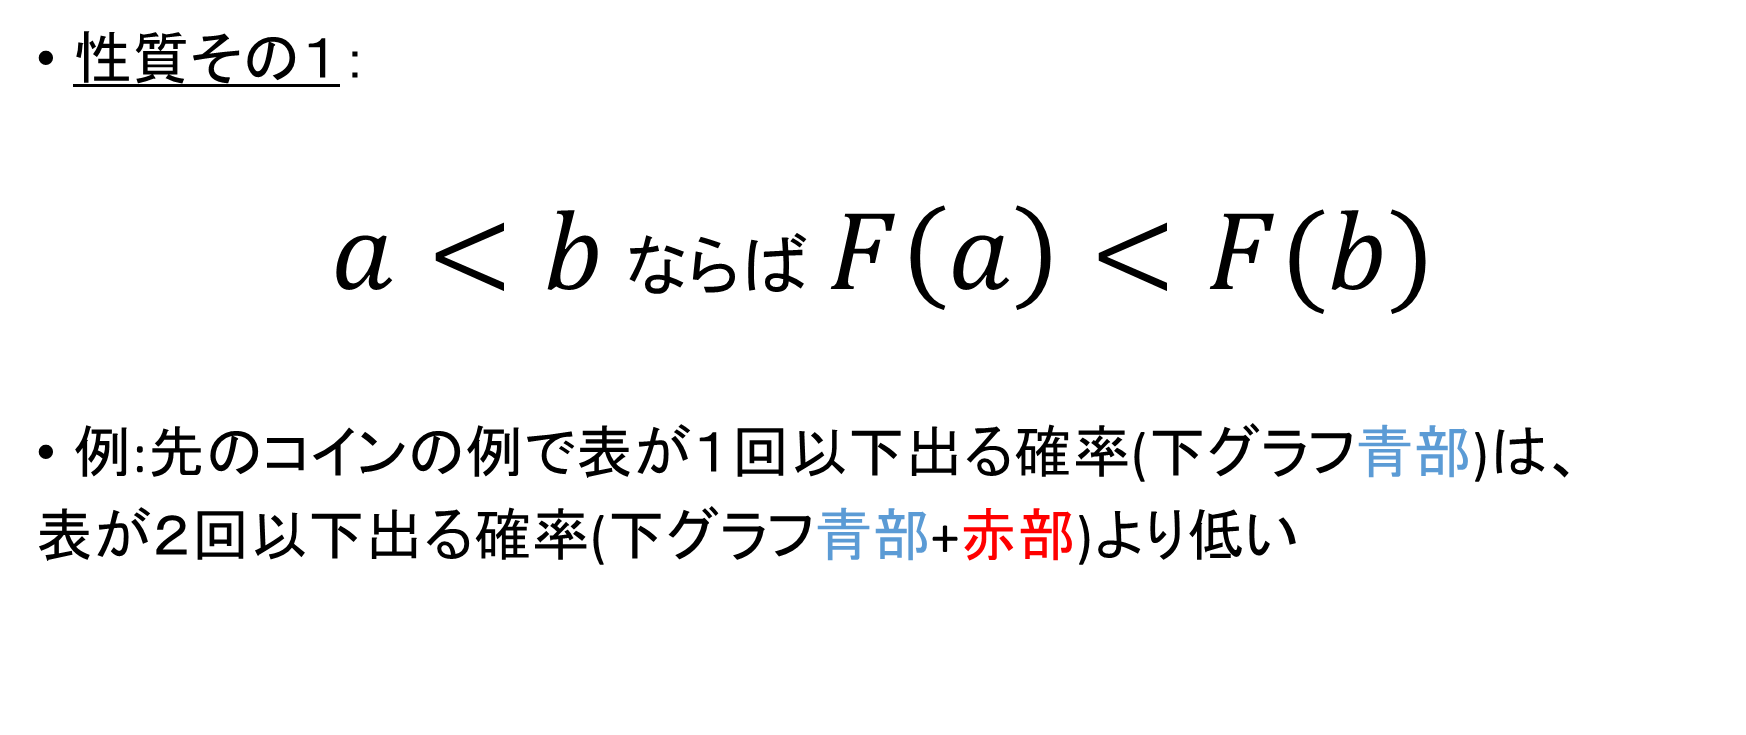 • 性質その１:
a < b ならば F(a) < F(b)
• 例:先のコインの例で表が１回以下出る確率(下グラフ青部)は、
表が２回以下出る確率(下グラフ青部+赤部)より低い